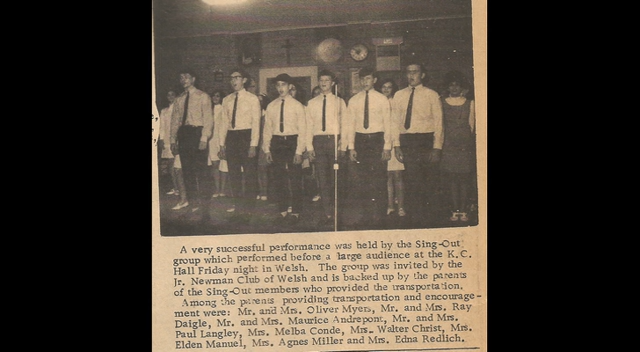 A very successful performance was held by the Sing-Out
group which performed before a large audience at the K.C.
Hall Friday night in Welsh. The group was invited by the
Jr. Newman Club of Welsh and is backed up by the parents
of the Sing-Out members who provided the transportation.
Among the parents providing transportation and encourage-
ment were: Mr. and Mrs. Oliver Myers, Mr. and Mrs. Ray
Daigle, Mr. and Mrs. Maurice Andrepont, Mr. and Mrs.
Paul Langley, Mrs. Melba Conde, Mrs. Walter Christ, Mrs.
Elden Manuel, Mrs. Agnes Miller and Mrs. Edna Redlich.